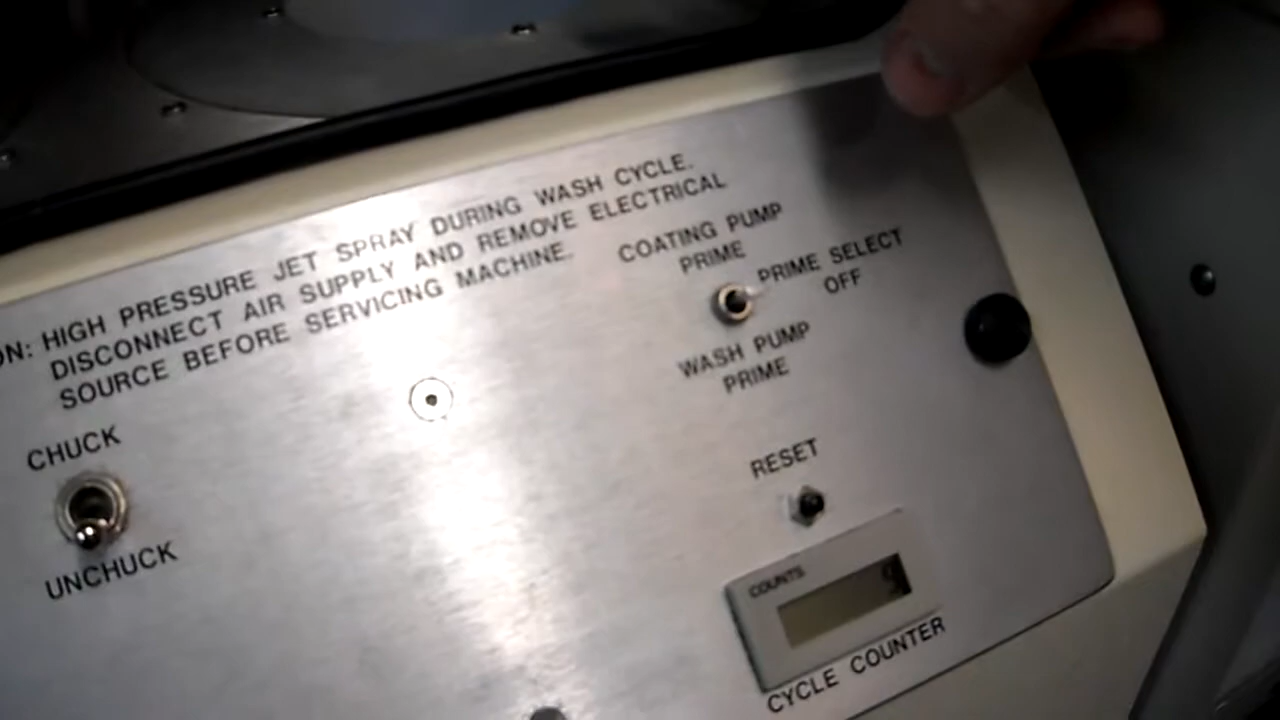 ON: HIGH PRESSURE JET SPRAY DURING WASH CYCLE.
DISCONNECT AIR SUPPLY AND REMOVE ELECTRICAL
SOURCE BEFORE SERVICING MACHINE.
COATING PUMP
PRIME
PRIME SELECT
OFF
WASH PUMP
PRIME
CHUCK
UNCHUCK
RESET
COUNTS
CYCLE COUNTER